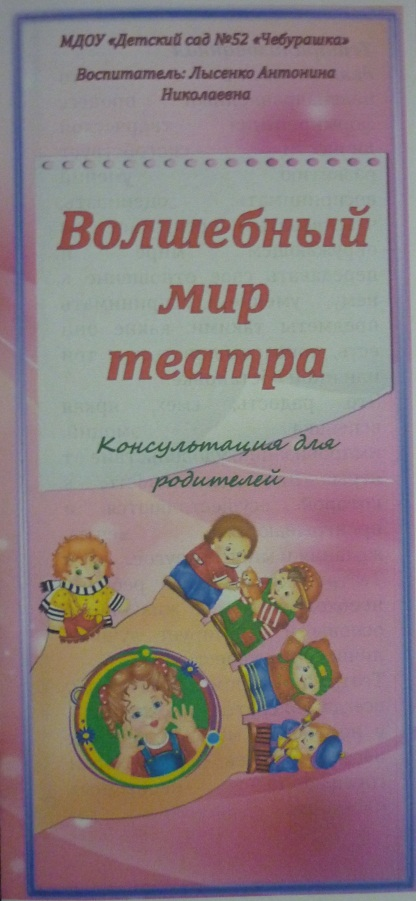 МДОУ «Детский сад №52 «Чебурашка»
Воспитатель: Лысенко Антонина
Николаевна
Волшебный
мир
театра
Консультация для
родителей